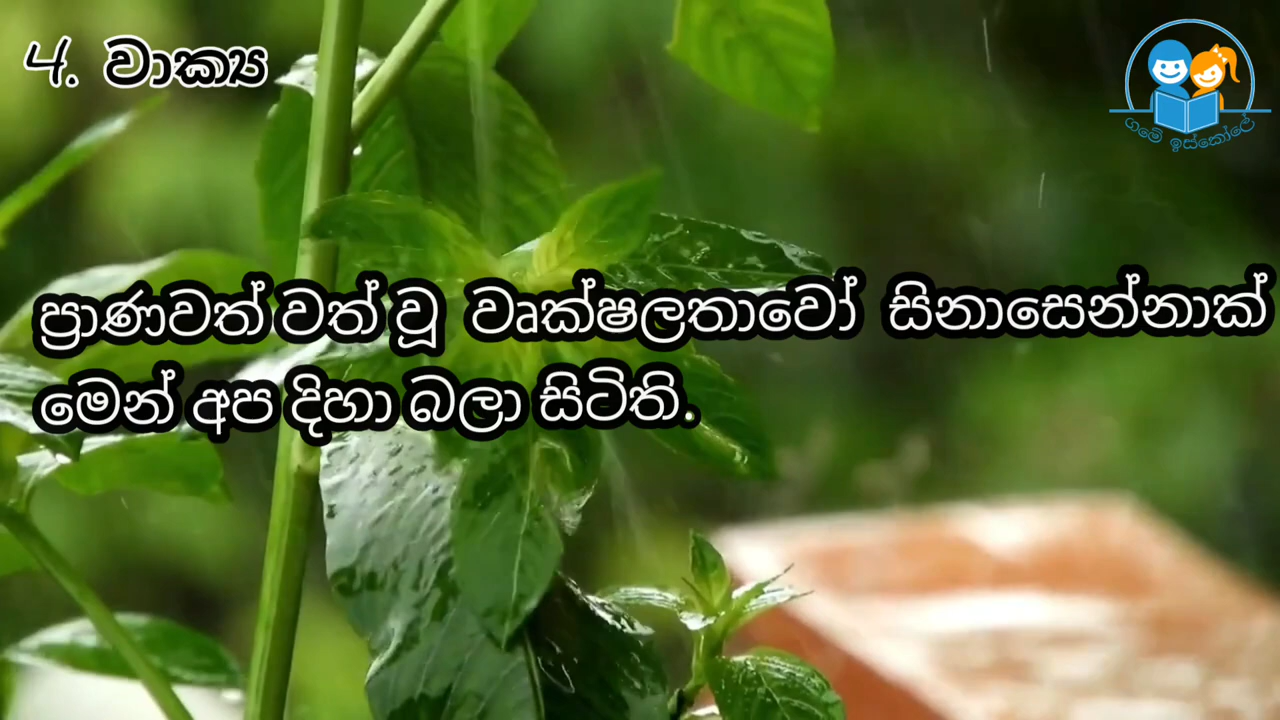 4. වාක්‍ය
ගමේ ඉස්කෝලේ
ප්‍රාණවත් වත් වූ වෘක්ෂලතාවෝ සිනාසෙන්නාක්
මෙන් අප දිහා බලා සිටිති.